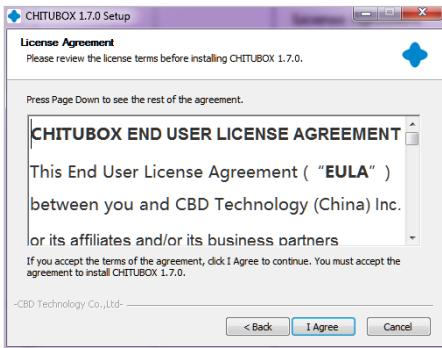 CHITUBOX 1.7.0 Setup
License Agreement
Please review the license terms before installing CHITUBOX 1.7.0.
Press Page Down to see the rest of the agreement.
CHITUBOX END USER LICENSE AGREEMENT
This End User License Agreement ( “EULA” )
between you and CBD Technology (China) Inc.
or its affiliates and/or its business partners
If you accept the terms of the agreement, click I Agree to continue. You must accept the
agreement to install CHITUBOX 1.7.0.
-CBD Technology Co.,Ltd-
< Back I Agree Cancel